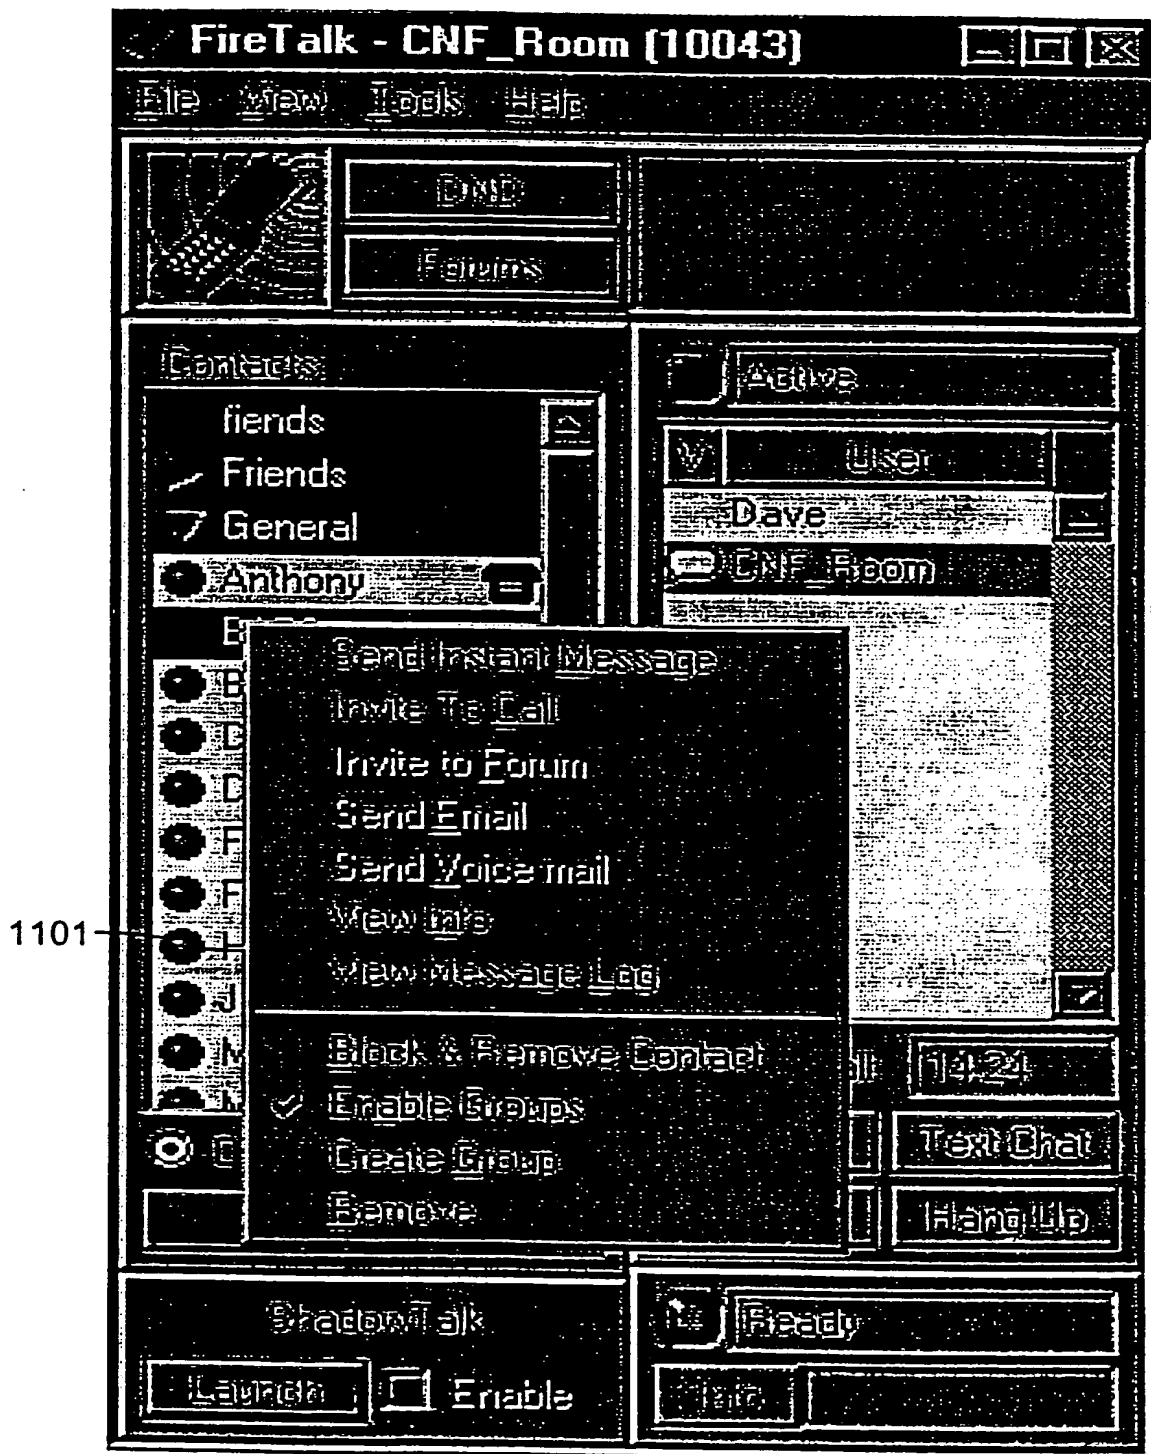 FireTalk - CNF_Room (10043)
File View Tools Help
DND
Forums
Contacts
Active
fiends
Friends
General
Anthony
V User
Dave
CNF_Room
B
D
D
F
F
J
Send Instant Message
Invite To Call
Invite to Forum
Send Email
Send Voice mail
View Info
View Message Log
Block & Remove Contact
Enable Groups
Create Group
Remove
1101
14:24
Text Chat
Hang Up
ShadowTalk
Launch
Enable
Ready
Info